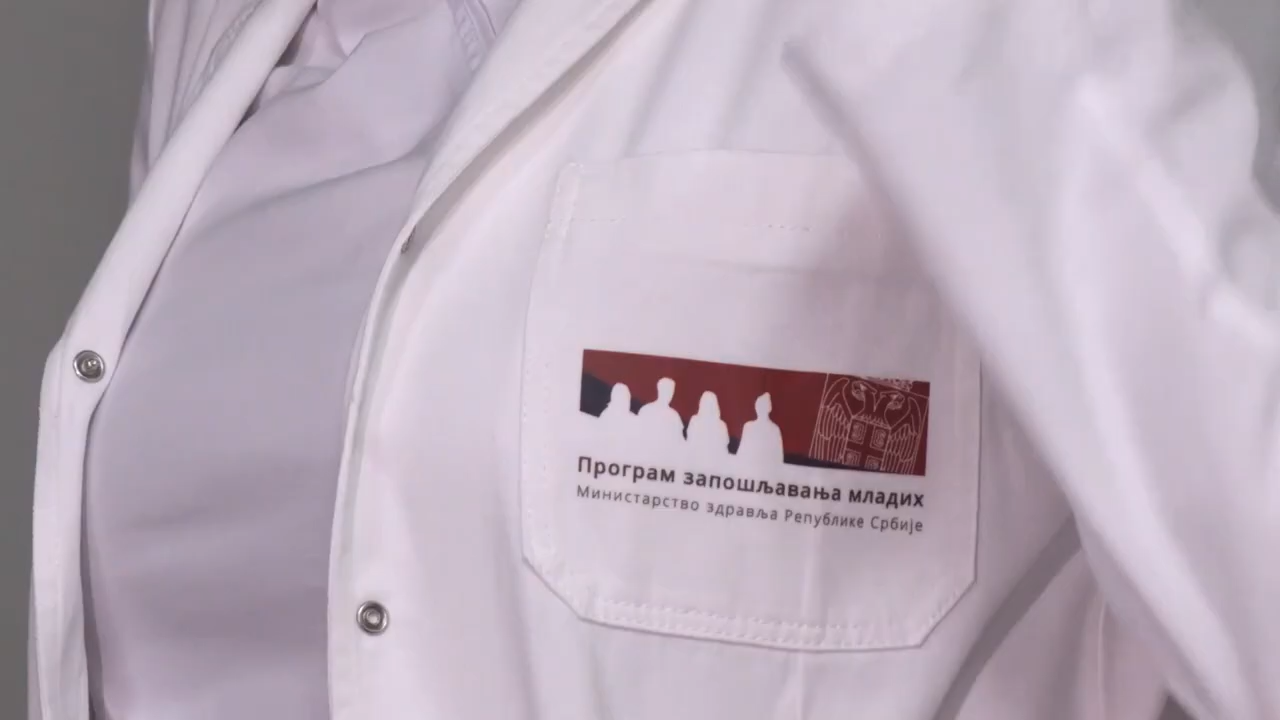 Програм запошљавања младих
Министарство здравља Републике Србије